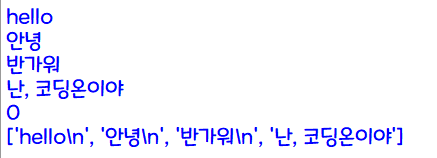 hello
안녕
반가워
난, 코딩온이야
0
['hello\n', '안녕\n', '반가워\n', '난, 코딩온이야']